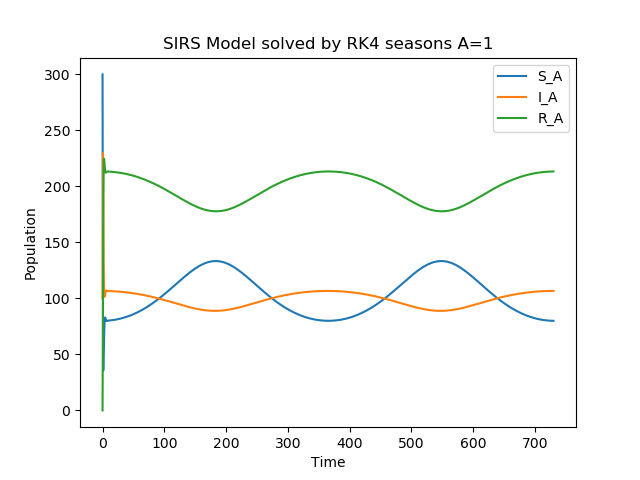 SIRS Model solved by RK4 seasons A=1
S_A
I_A
R_A
300
250
200
150
100
50
0
Population
0 100 200 300 400 500 600 700
Time